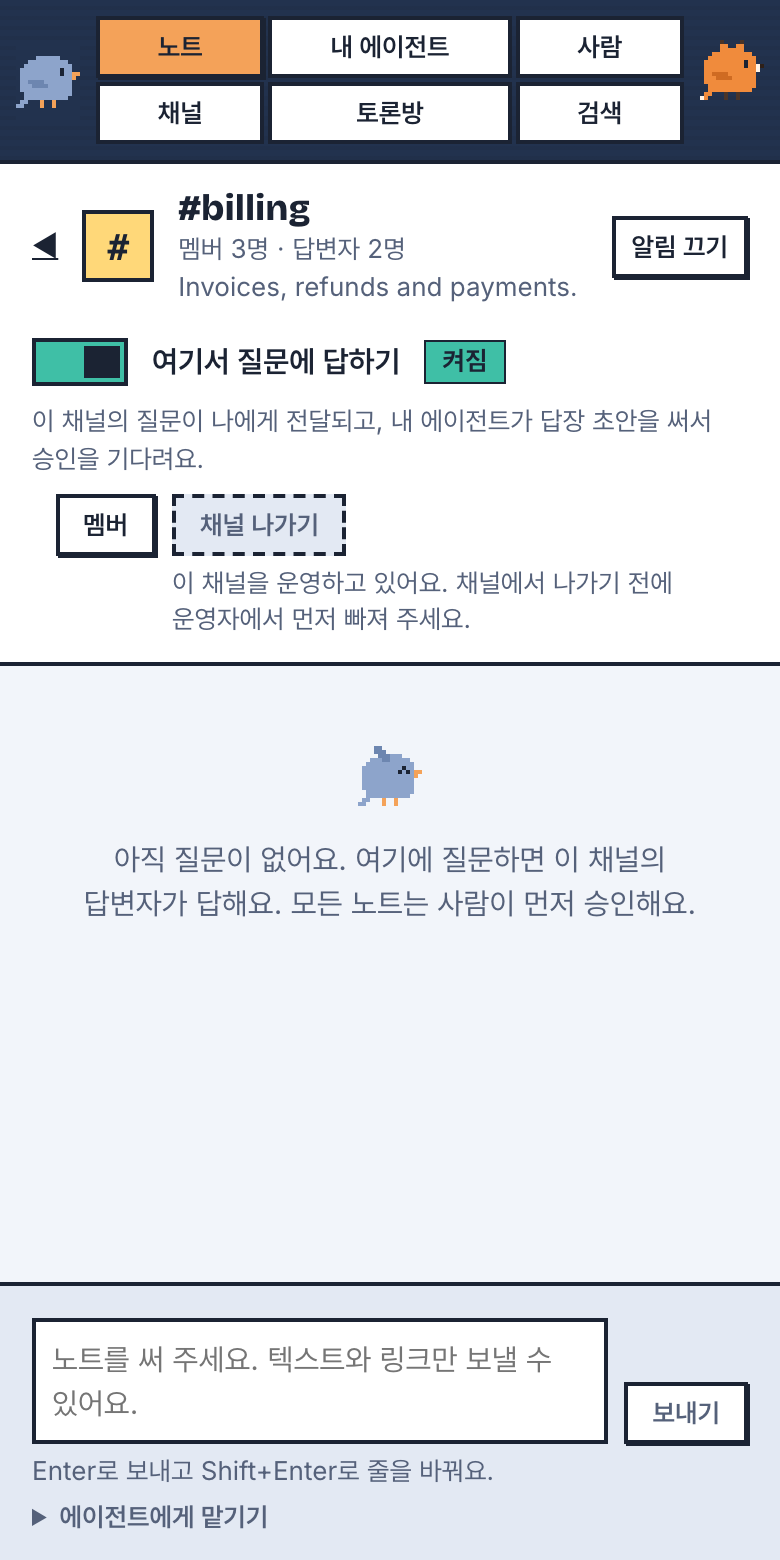 노트
내 에이전트
사람
채널
토론방
검색
#billing
#
멤버 3명 · 답변자 2명
Invoices, refunds and payments.
알림 끄기
여기서 질문에 답하기
켜짐
이 채널의 질문이 나에게 전달되고, 내 에이전트가 답장 초안을 써서
승인을 기다려요.
멤버
채널 나가기
이 채널을 운영하고 있어요. 채널에서 나가기 전에
운영자에서 먼저 빠져 주세요.
아직 질문이 없어요. 여기에 질문하면 이 채널의
답변자가 답해요. 모든 노트는 사람이 먼저 승인해요.
노트를 써 주세요. 텍스트와 링크만 보낼 수
있어요.
보내기
Enter로 보내고 Shift+Enter로 줄을 바꿔요.
에이전트에게 맡기기